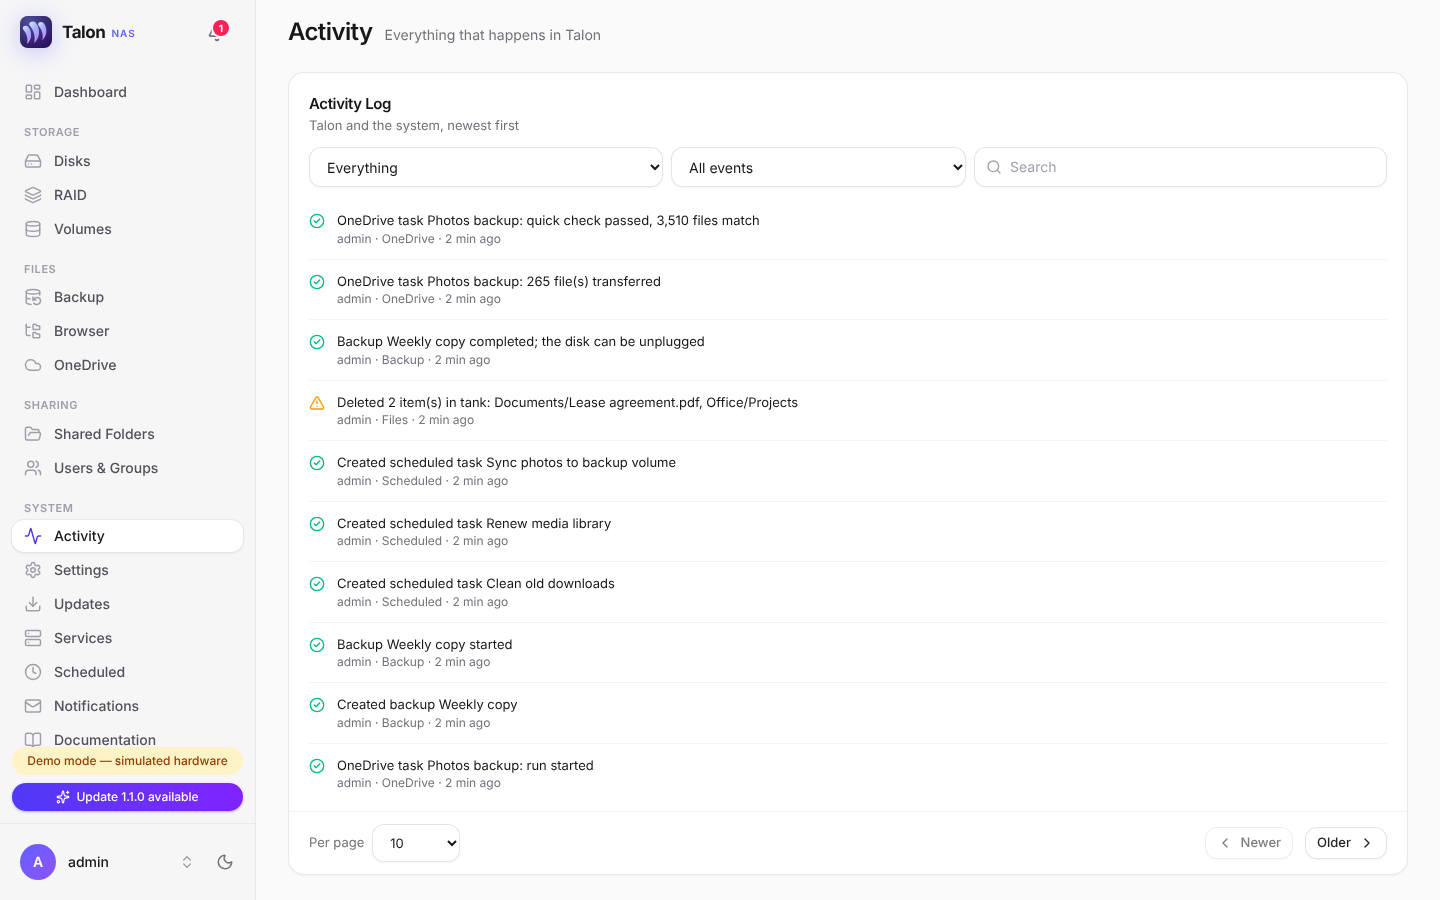 Talon NAS
1
Dashboard
STORAGE
Disks
RAID
Volumes
FILES
Backup
Browser
OneDrive
SHARING
Shared Folders
Users & Groups
SYSTEM
Activity
Settings
Updates
Services
Scheduled
Notifications
Documentation
Demo mode — simulated hardware
Update 1.1.0 available
A
admin
Activity Everything that happens in Talon
Activity Log
Talon and the system, newest first
Everything All events Search
OneDrive task Photos backup: quick check passed, 3,510 files match
admin · OneDrive · 2 min ago
OneDrive task Photos backup: 265 file(s) transferred
admin · OneDrive · 2 min ago
Backup Weekly copy completed; the disk can be unplugged
admin · Backup · 2 min ago
Deleted 2 item(s) in tank: Documents/Lease agreement.pdf, Office/Projects
admin · Files · 2 min ago
Created scheduled task Sync photos to backup volume
admin · Scheduled · 2 min ago
Created scheduled task Renew media library
admin · Scheduled · 2 min ago
Created scheduled task Clean old downloads
admin · Scheduled · 2 min ago
Backup Weekly copy started
admin · Backup · 2 min ago
Created backup Weekly copy
admin · Backup · 2 min ago
OneDrive task Photos backup: run started
admin · OneDrive · 2 min ago
Per page 10 Newer Older